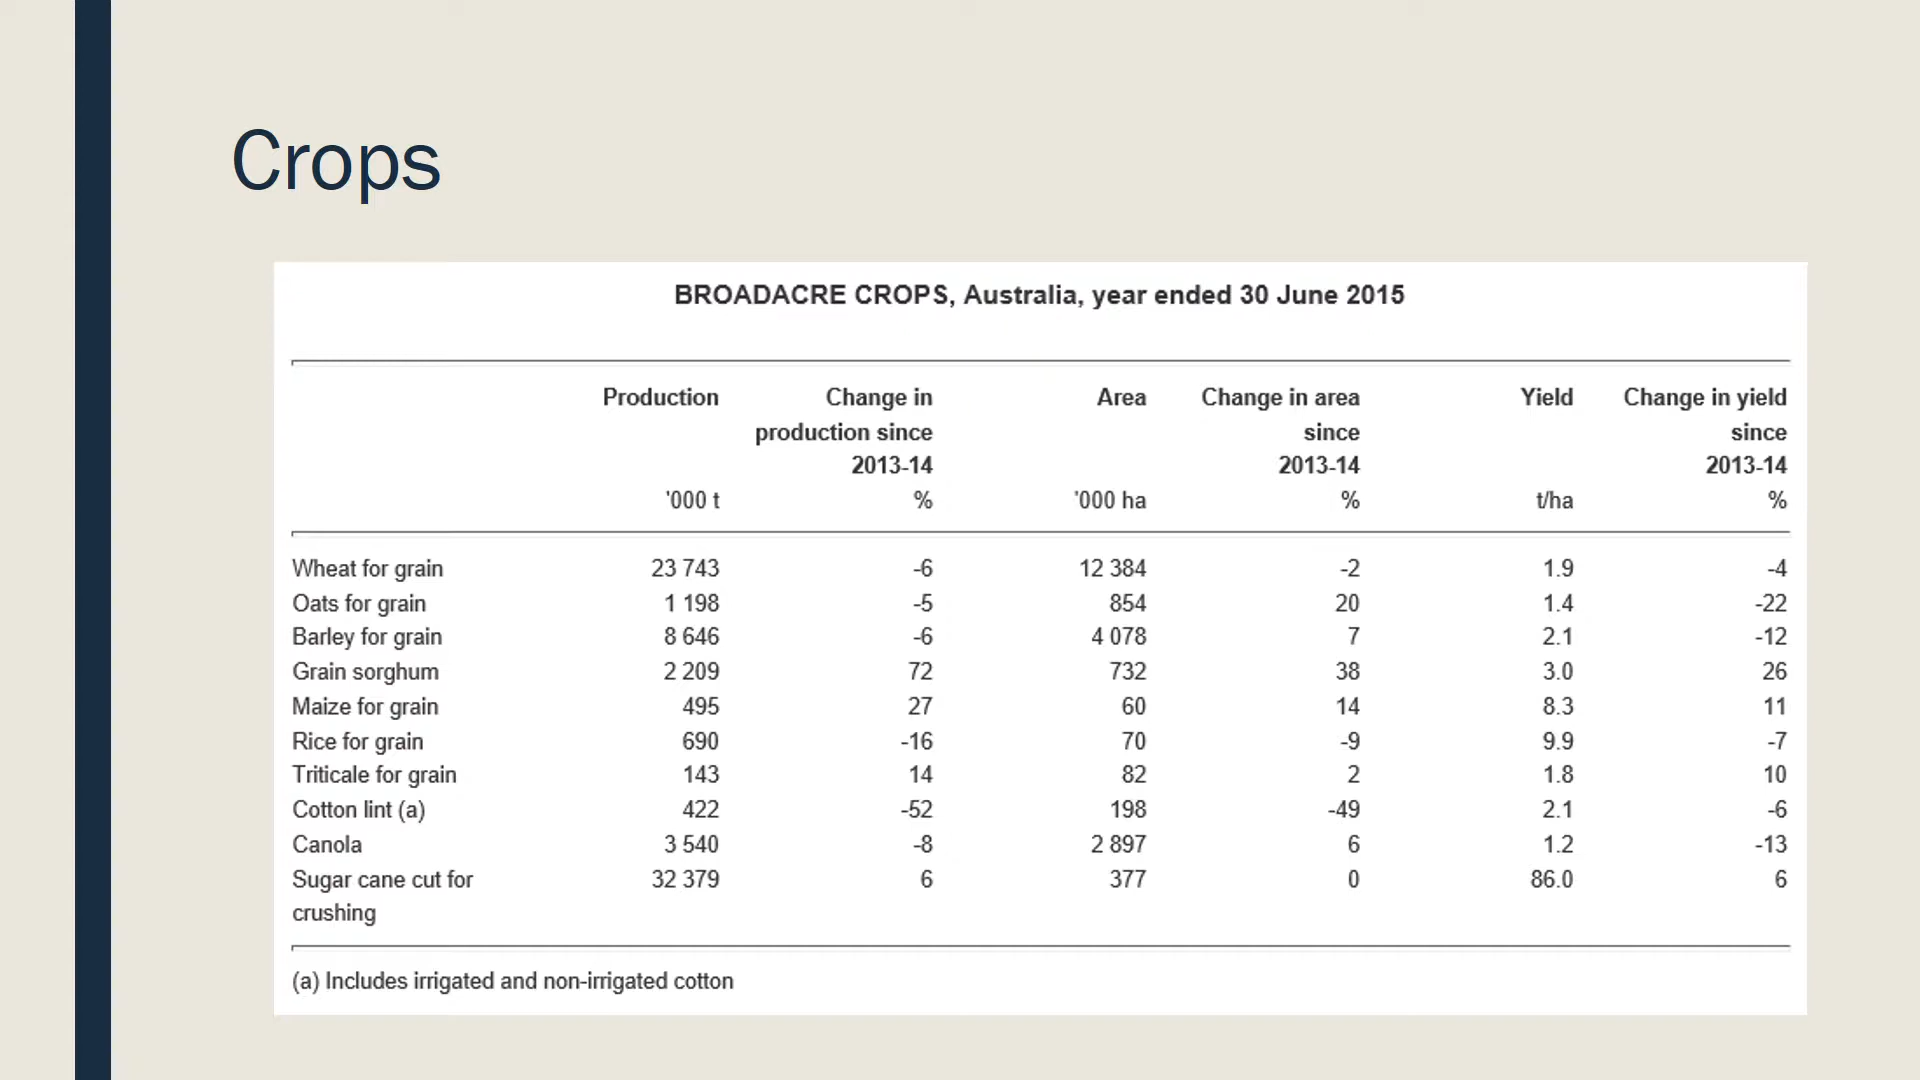 Crops
BROADACRE CROPS, Australia, year ended 30 June 2015
Production Change in Area Change in area Yield Change in yield
production since since since
2013-14 2013-14 2013-14
'000 t % '000 ha % t/ha %
Wheat for grain 23 743 -6 12 384 -2 1.9 -4
Oats for grain 1 198 -5 854 20 1.4 -22
Barley for grain 8 646 -6 4 078 7 2.1 -12
Grain sorghum 2 209 72 732 38 3.0 26
Maize for grain 495 27 60 14 8.3 11
Rice for grain 690 -16 70 -9 9.9 -7
Triticale for grain 143 14 82 2 1.8 10
Cotton lint (a) 422 -52 198 -49 2.1 -6
Canola 3 540 -8 2 897 6 1.2 -13
Sugar cane cut for 32 379 6 377 0 86.0 6
crushing
(a) Includes irrigated and non-irrigated cotton